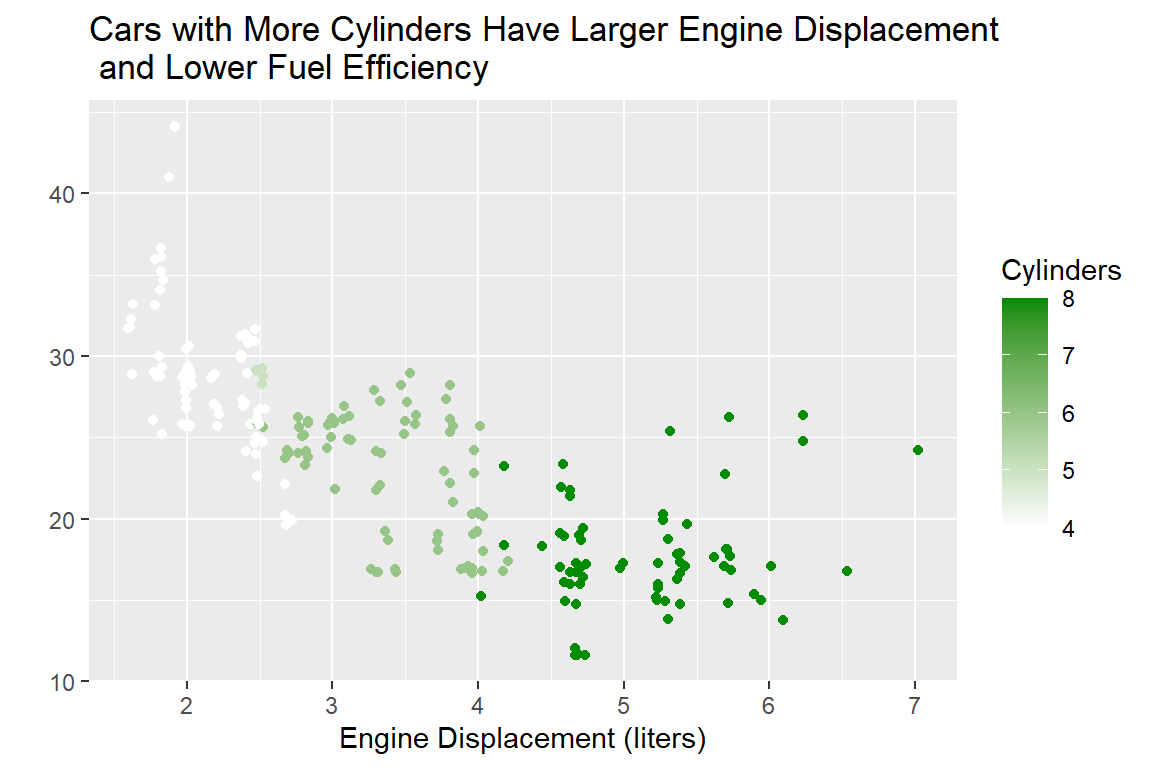 Cars with More Cylinders Have Larger Engine Displacement
and Lower Fuel Efficiency
40
30
20
10
2 3 4 5 6 7
Engine Displacement (liters)
Cylinders
8
7
6
5
4